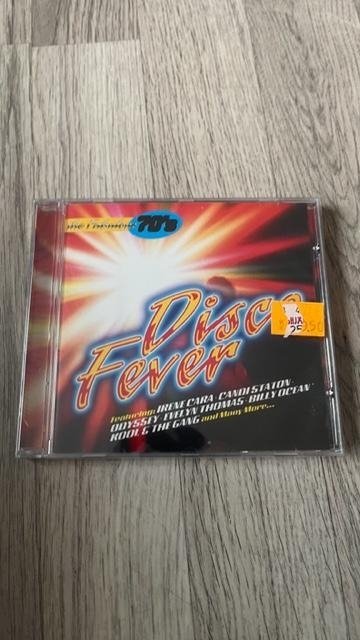 70's
Disco
Fever
Featuring: IRENE CARA · CANDI STATON ·
ODYSSEY · EVELYN THOMAS · BILLY OCEAN ·
KOOL & THE GANG and Many More...